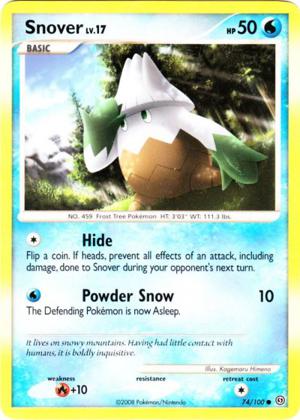 Snover LV.17 HP 50
BASIC
NO. 459 Frost Tree Pokémon HT: 3'03" WT: 111.3 lbs.
Hide
Flip a coin. If heads, prevent all effects of an attack, including
damage, done to Snover during your opponent's next turn.
Powder Snow 10
The Defending Pokémon is now Asleep.
It lives on snowy mountains. Having had little contact with
humans, it is boldly inquisitive.
weakness resistance retreat cost
+10
Illus. Kagemaru Himeno
©2008 Pokémon/Nintendo 74/100